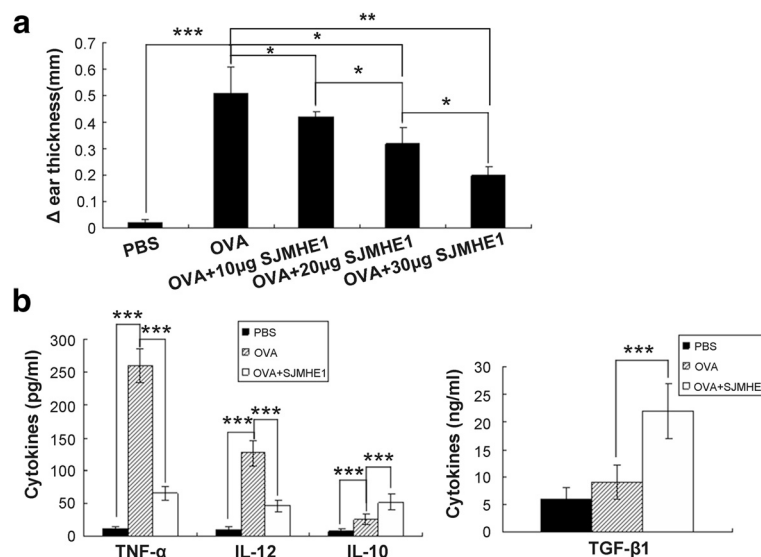 a
***
*
**
*
*
*
0.7
0.6
0.5
0.4
0.3
0.2
0.1
0
Δ ear thickness(mm)
PBS
OVA
OVA+10μg SJMHE1
OVA+20μg SJMHE1
OVA+30μg SJMHE1
b
*** ***
*** ***
*** ***
300
250
200
150
100
50
0
Cytokines (pg/ml)
PBS
OVA
OVA+SJMHE1
TNF-α IL-12 IL-10
***
30
25
20
15
10
5
0
Cytokines (ng/ml)
PBS
OVA
OVA+SJMHE
TGF-β1